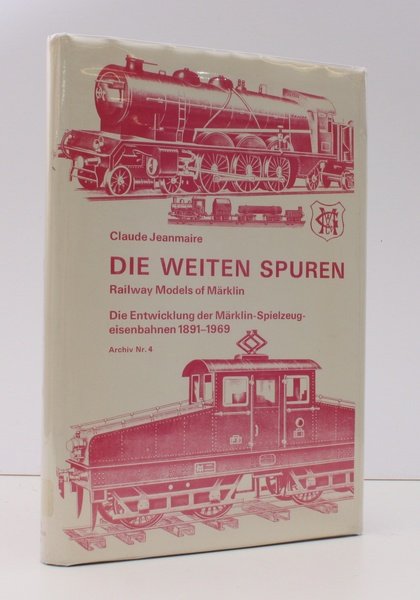 Claude Jeanmaire
DIE WEITEN SPUREN
Railway Models of Märklin
Die Entwicklung der Märklin-Spielzeug-
eisenbahnen 1891–1969
Archiv Nr. 4